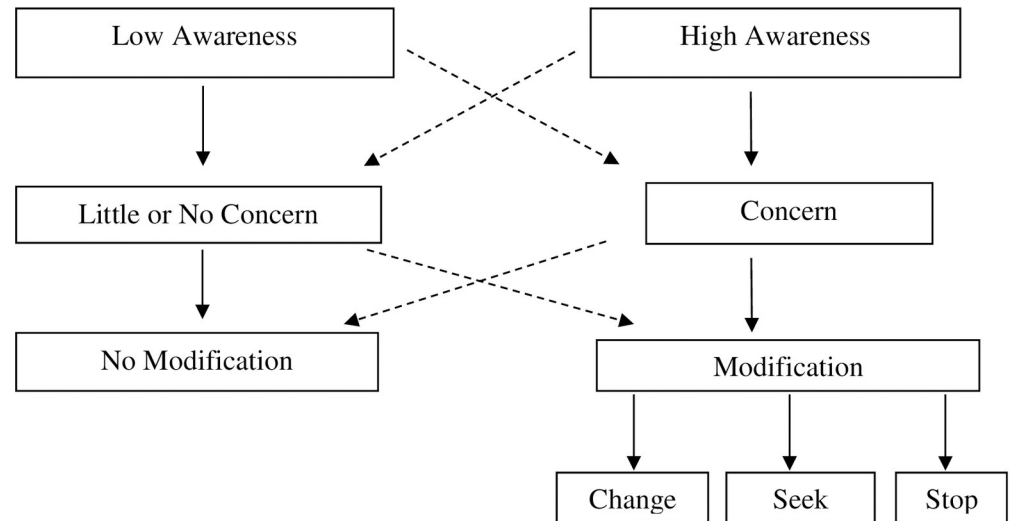 Low Awareness
High Awareness
Little or No Concern
Concern
No Modification
Modification
Change
Seek
Stop